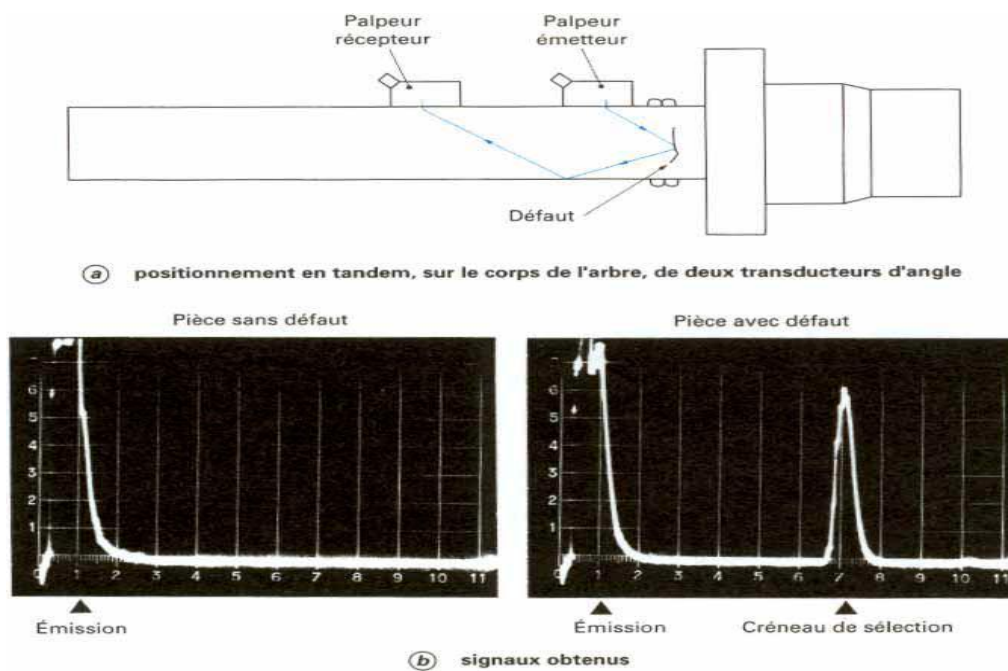 Palpeur
récepteur
Palpeur
émetteur
Défaut
a positionnement en tandem, sur le corps de l'arbre, de deux transducteurs d'angle
Pièce sans défaut
Pièce avec défaut
6
5
4
3
2
1
0 1 2 3 4 5 6 7 8 9 10 11
6
5
4
3
2
1
0 1 2 3 4 5 6 7 8 9 10 11
Émission
Émission
Créneau de sélection
b signaux obtenus